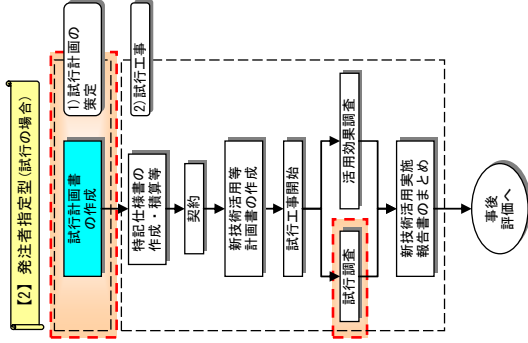 【2】発注者指定型(試行の場合)
1)試行計画の
策定
試行計画書
の作成
2)試行工事
特記仕様書の
作成・積算等
契約
新技術活用等
計画書の作成
試行工事開始
試行調査
活用効果調査
新技術活用実施
報告書のまとめ
事後
評価へ